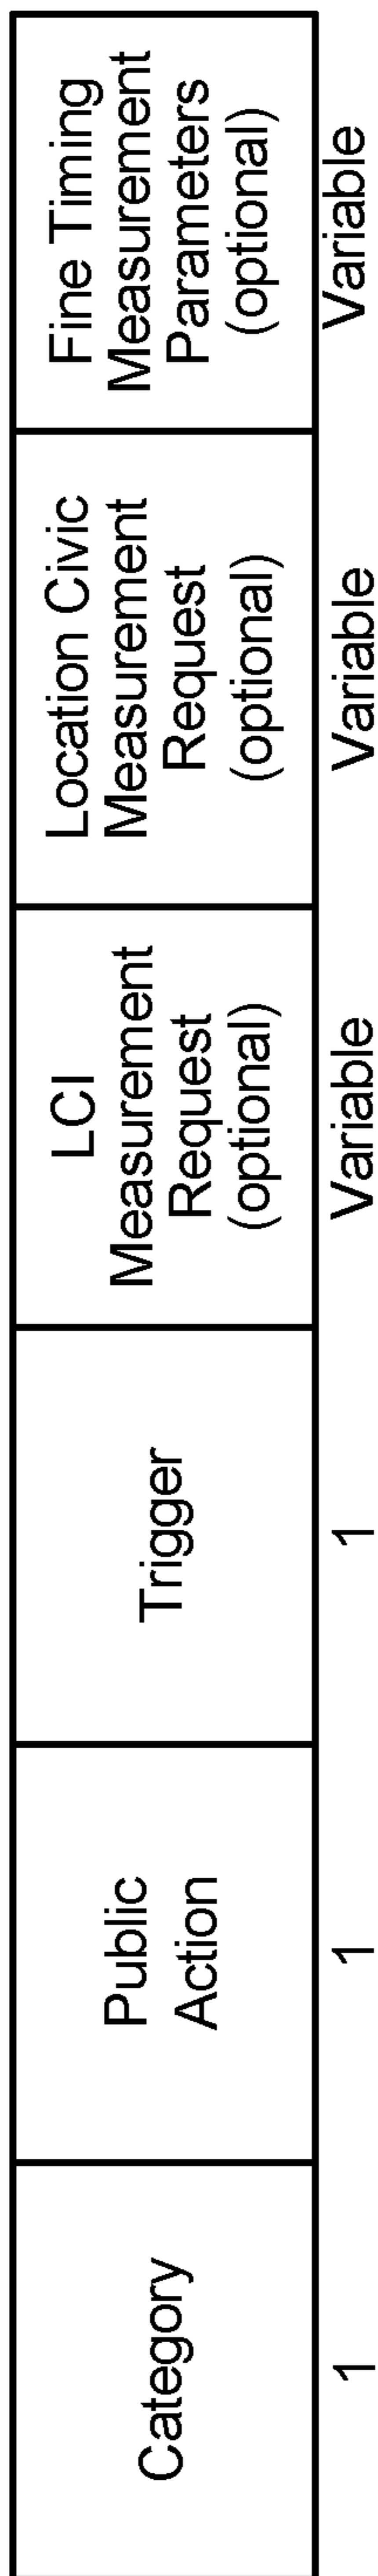 Category
Public
Action
Trigger
LCI
Measurement
Request
(optional)
Location Civic
Measurement
Request
(optional)
Fine Timing
Measurement
Parameters
(optional)
1
1
1
Variable
Variable
Variable